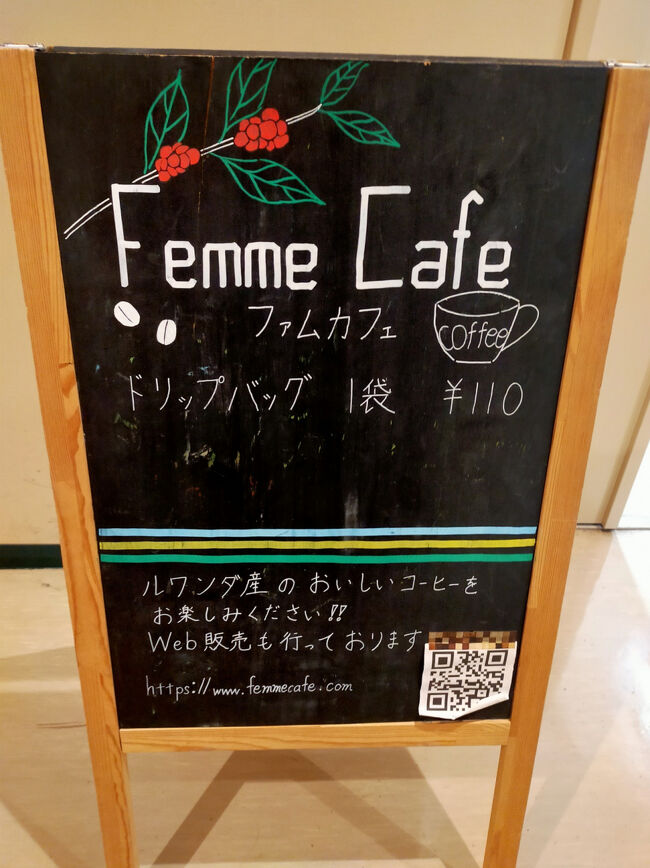 Femme Cafe
ファムカフェ
coffee
ドリップバッグ 1袋 ¥110
ルワンダ産のおいしいコーヒーを
お楽しみください!!
Web販売も行っております
https://www.femmecafe.com